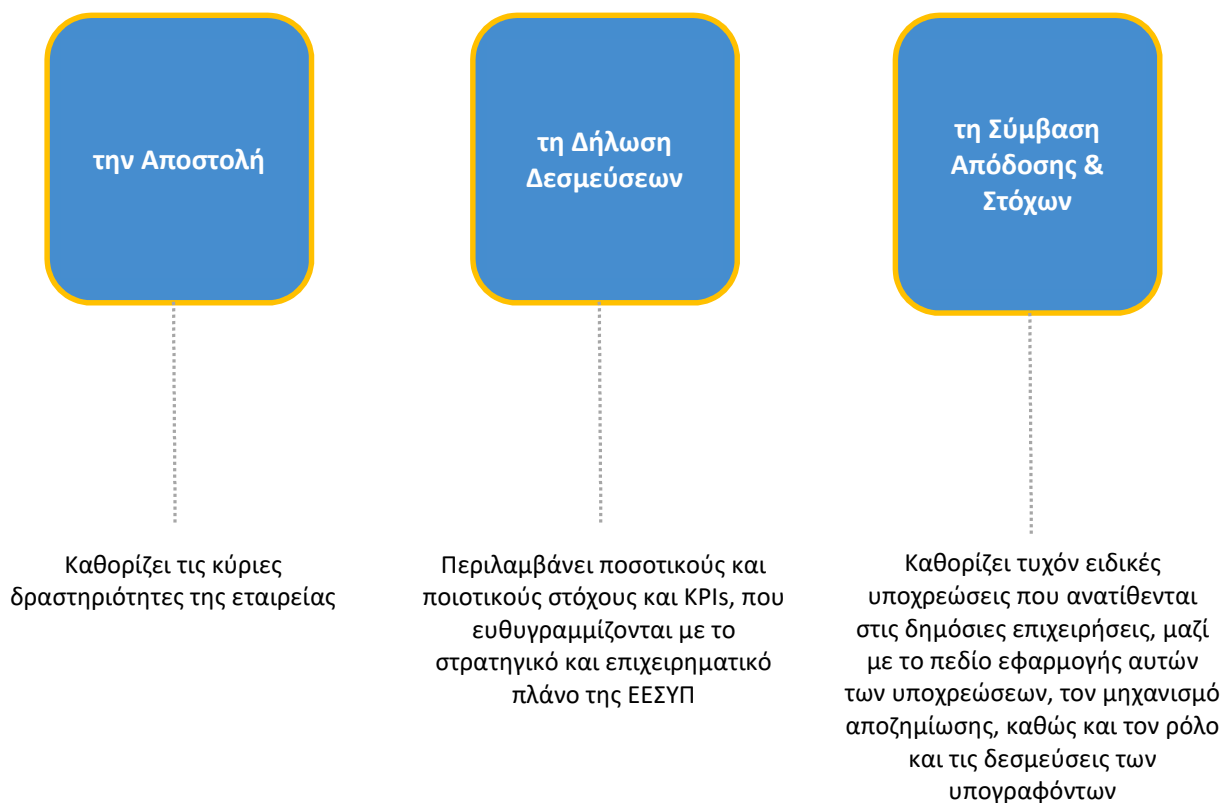 την Αποστολή
τη Δήλωση
Δεσμεύσεων
τη Σύμβαση
Απόδοσης &
Στόχων
Καθορίζει τις κύριες
δραστηριότητες της εταιρείας
Περιλαμβάνει ποσοτικούς και
ποιοτικούς στόχους και KPIs, που
ευθυγραμμίζονται με το
στρατηγικό και επιχειρηματικό
πλάνο της ΕΕΣΥΠ
Καθορίζει τυχόν ειδικές
υποχρεώσεις που ανατίθενται
στις δημόσιες επιχειρήσεις, μαζί
με το πεδίο εφαρμογής αυτών
των υποχρεώσεων, τον μηχανισμό
αποζημίωσης, καθώς και τον ρόλο
και τις δεσμεύσεις των
υπογραφόντων